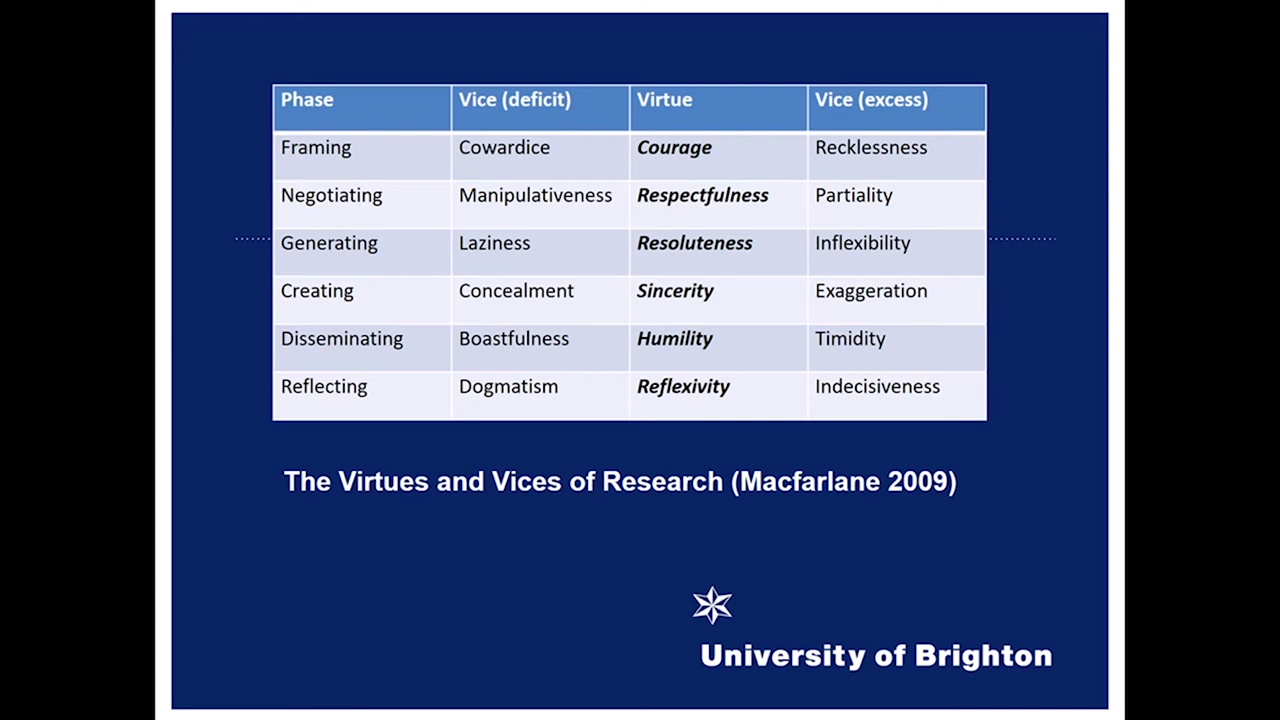 Phase Vice (deficit) Virtue Vice (excess)
Framing Cowardice Courage Recklessness
Negotiating Manipulativeness Respectfulness Partiality
Generating Laziness Resoluteness Inflexibility
Creating Concealment Sincerity Exaggeration
Disseminating Boastfulness Humility Timidity
Reflecting Dogmatism Reflexivity Indecisiveness
The Virtues and Vices of Research (Macfarlane 2009)
University of Brighton